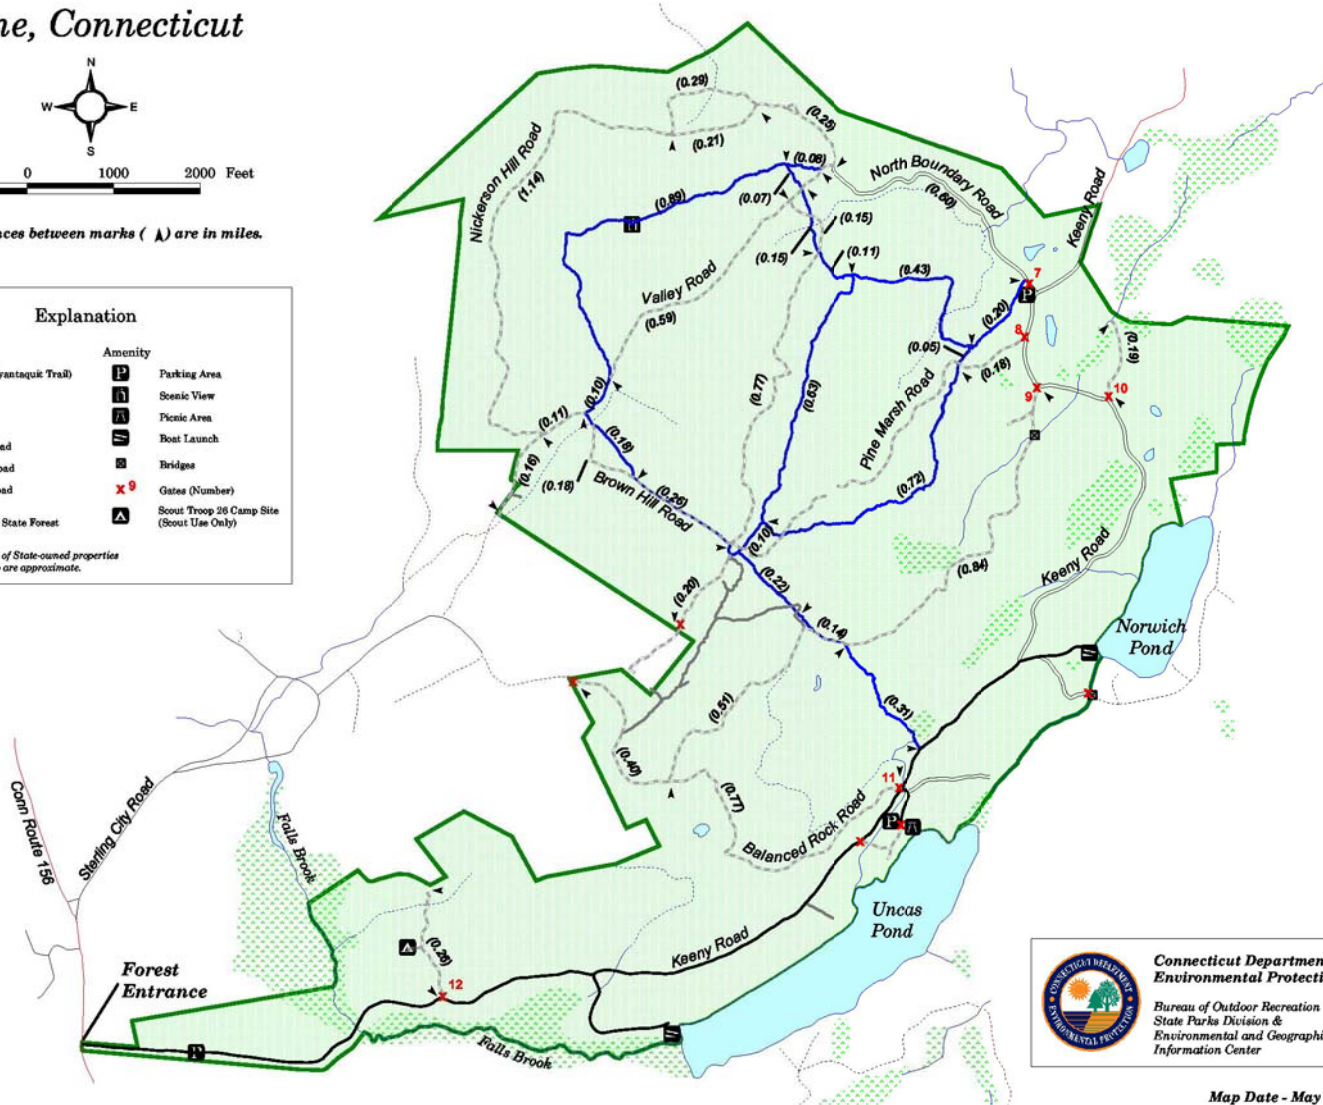 ne, Connecticut
N
W E
S
0 1000 2000 Feet
nces between marks ( ) are in miles.
Explanation
Amenity
yantaquit Trail)
P Parking Area
Scenic View
Picnic Area
ad
Boat Launch
oad
Bridges
oad
x 9 Gates (Number)
State Forest
Scout Troop 26 Camp Site
(Scout Use Only)
of State-owned properties
are approximate.
(0.29)
(0.25)
(0.21)
Nickerson Hill Road
(1.14)
(0.08)
North Boundary
Road
(0.60)
Keeny Road
(0.89)
(0.07)
(0.15)
(0.15)
(0.11)
(0.43)
7
P
Valley Road
(0.59)
(0.20)
8
(0.05)
(0.18)
(0.19)
9
10
(0.10)
(0.77)
(0.63)
Pine Marsh Road
(0.11)
(0.16)
(0.18)
(0.18)
Brown Hill Road
(0.26)
(0.72)
(0.10)
(0.84)
Keeny Road
(0.22)
(0.20)
(0.14)
Norwich
Pond
(0.51)
(0.31)
(0.40)
11
(0.77)
P
Balanced Rock Road
Conn Route 156
Sterling City Road
Falls Brook
Uncas
Pond
Keeny Road
(0.26)
12
Forest
Entrance
P
Falls Brook
CONNECTICUT DEPARTMENT
ENVIRONMENTAL PROTECTION
Connecticut Departmen
Environmental Protecti
Bureau of Outdoor Recreation
State Parks Division &
Environmental and Geographi
Information Center
Map Date - May